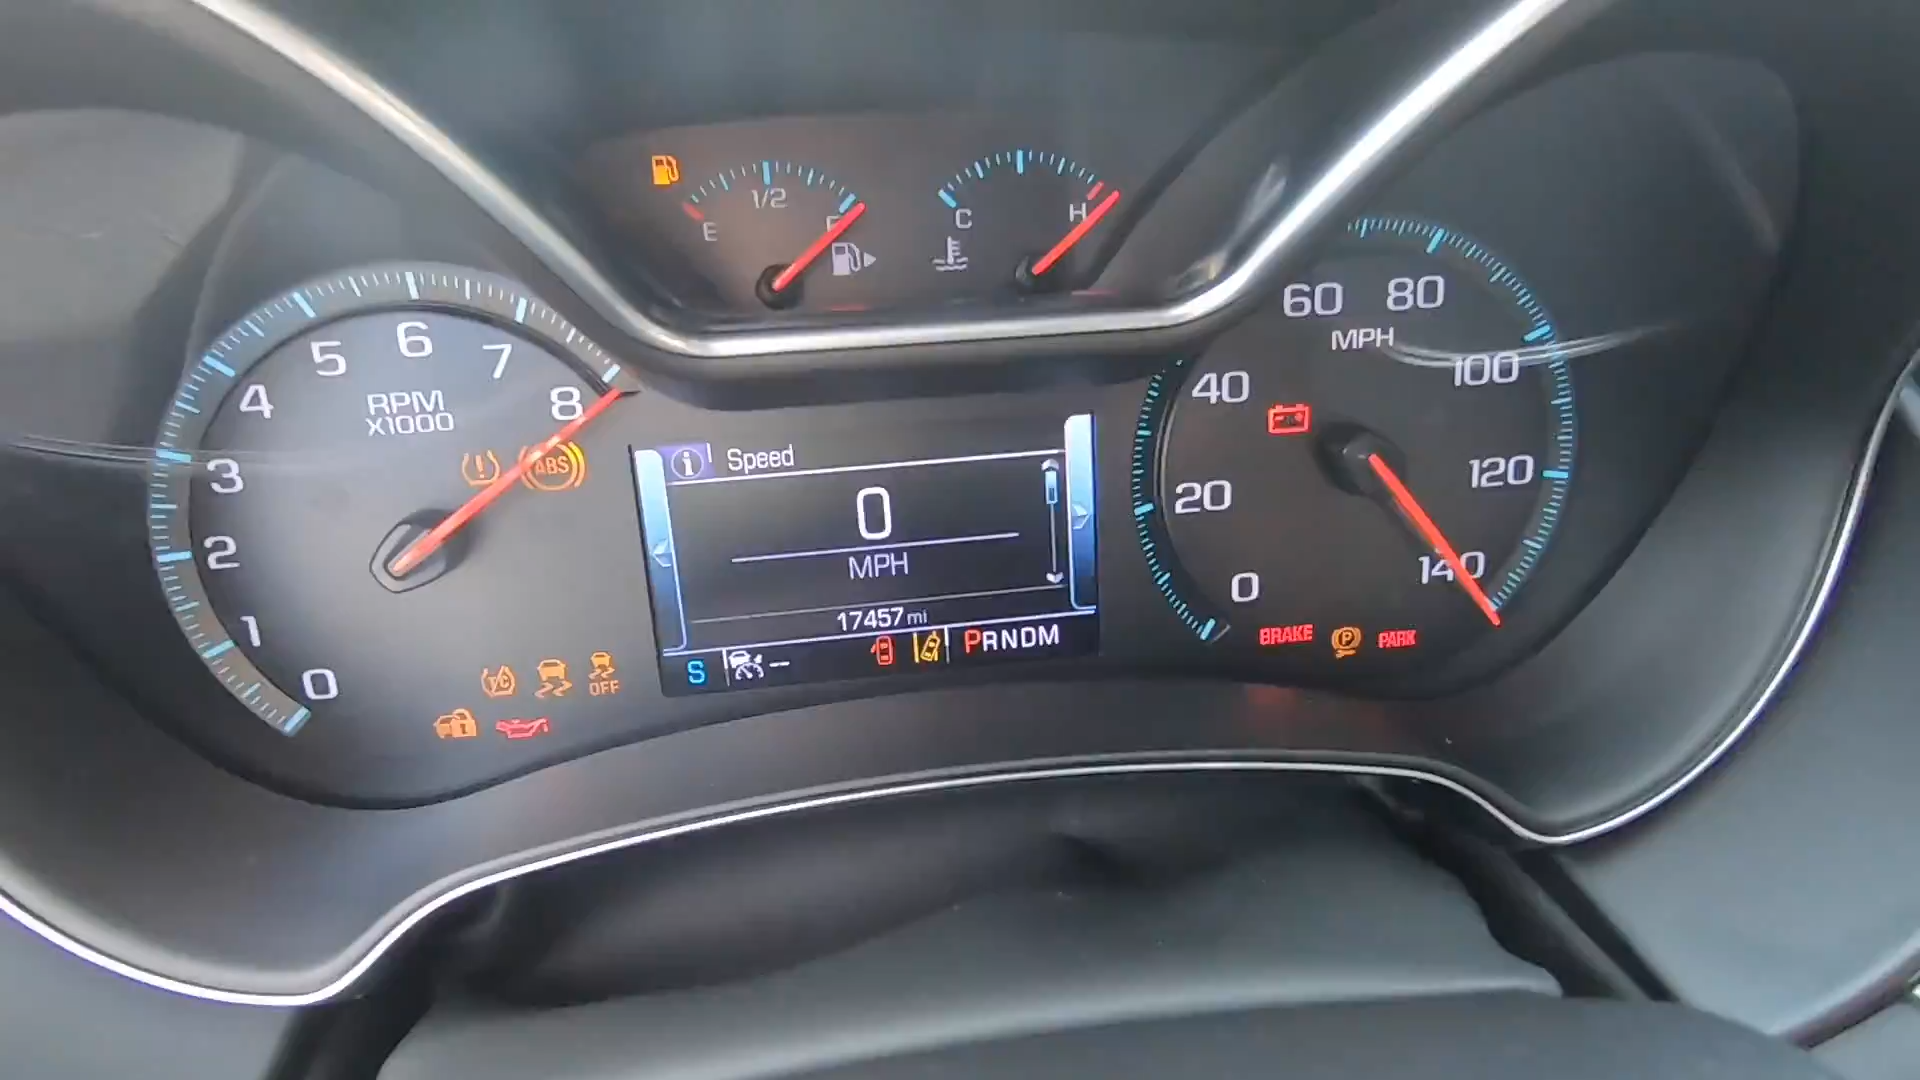 E 1/2 F
C H
0 1 2 3 4 5 6 7 8
RPM
X1000
ABS
TC
OFF
i Speed
0
MPH
17457 mi
S
PRNDM
0 20 40 60 80 100 120 140
MPH
BRAKE P PARK